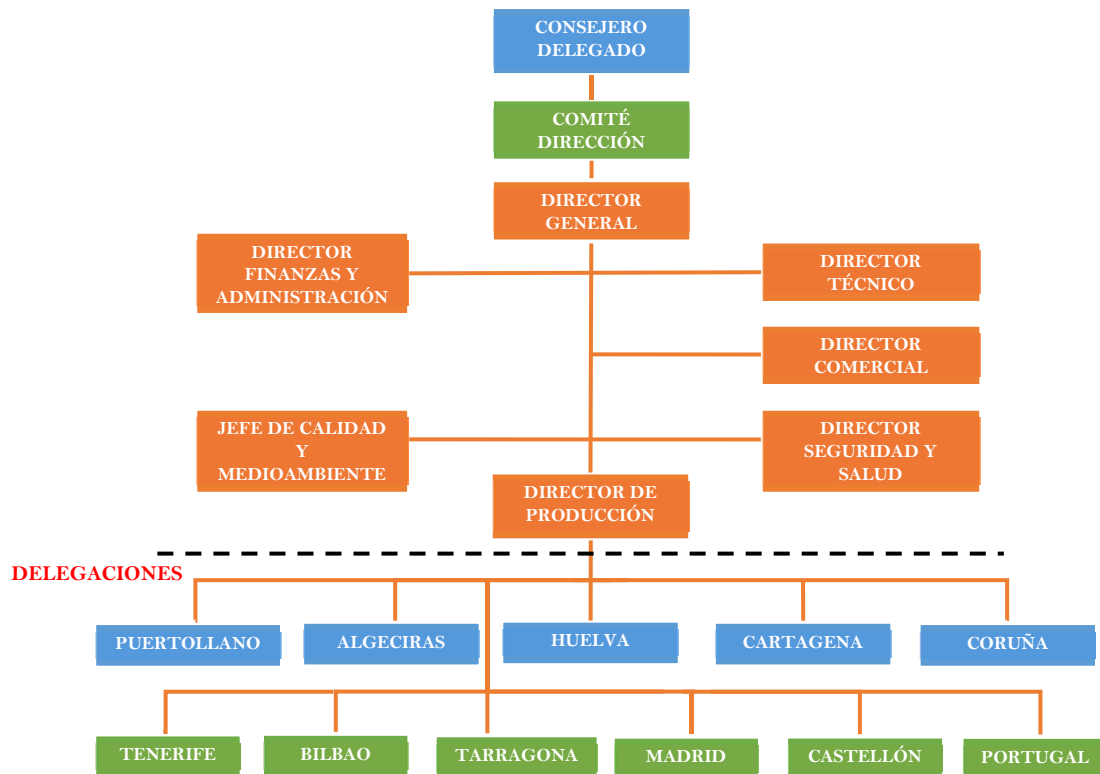 CONSEJERO
DELEGADO
COMITÉ
DIRECCIÓN
DIRECTOR
GENERAL
DIRECTOR
FINANZAS Y
ADMINISTRACIÓN
DIRECTOR
TÉCNICO
DIRECTOR
COMERCIAL
JEFE DE CALIDAD
Y
MEDIOAMBIENTE
DIRECTOR
SEGURIDAD Y
SALUD
DIRECTOR DE
PRODUCCIÓN
DELEGACIONES
PUERTOLLANO
ALGECIRAS
HUELVA
CARTAGENA
CORUÑA
TENERIFE
BILBAO
TARRAGONA
MADRID
CASTELLÓN
PORTUGAL